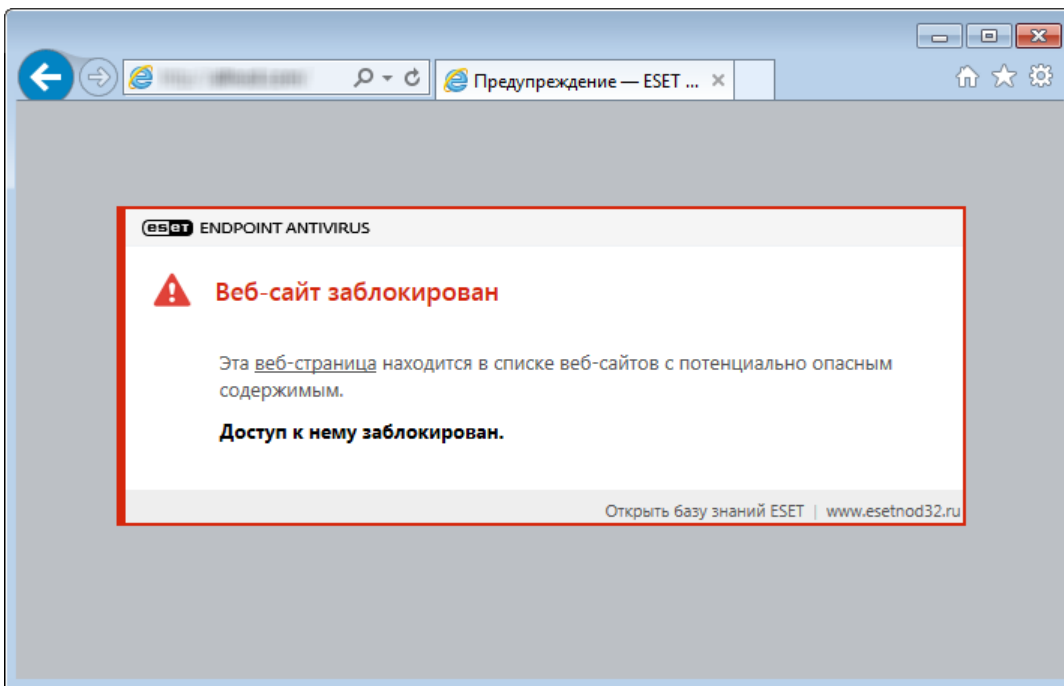 Предупреждение — ESET ...
eset ENDPOINT ANTIVIRUS
Веб-сайт заблокирован
Эта веб-страница находится в списке веб-сайтов с потенциально опасным
содержимым.
Доступ к нему заблокирован.
Открыть базу знаний ESET | www.esetnod32.ru